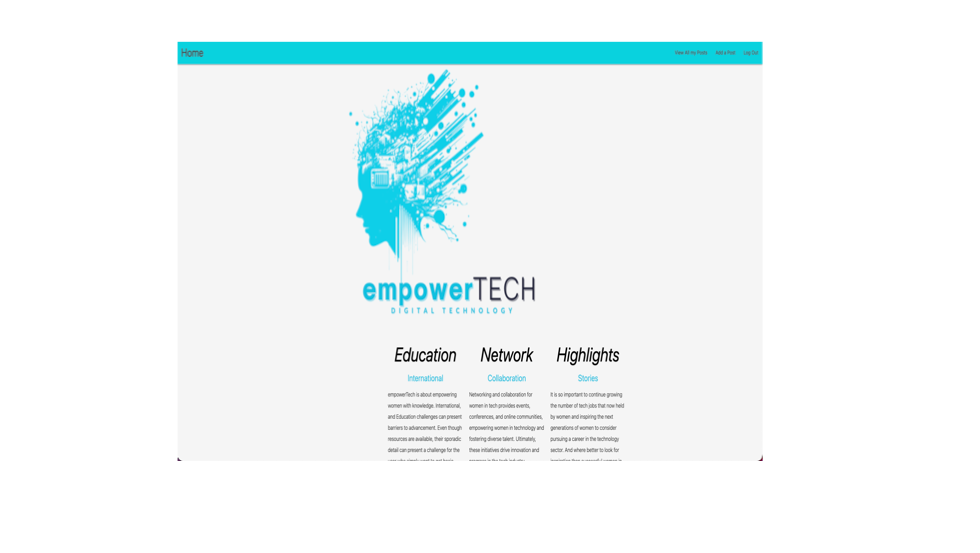 Home
View All my Posts Add a Post Log Out
empowerTECH
DIGITAL TECHNOLOGY
Education
International
empowerTech is about empowering
women with knowledge. International,
and Education challenges can present
barriers to advancement. Even though
resources are available, their sporadic
detail can present a challenge for the
Network
Collaboration
Networking and collaboration for
women in tech provides events,
conferences, and online communities,
empowering women in technology and
fostering diverse talent. Ultimately,
these initiatives drive innovation and
Highlights
Stories
It is so important to continue growing
the number of tech jobs that now held
by women and inspiring the next
generations of women to consider
pursuing a career in the technology
sector. And where better to look for